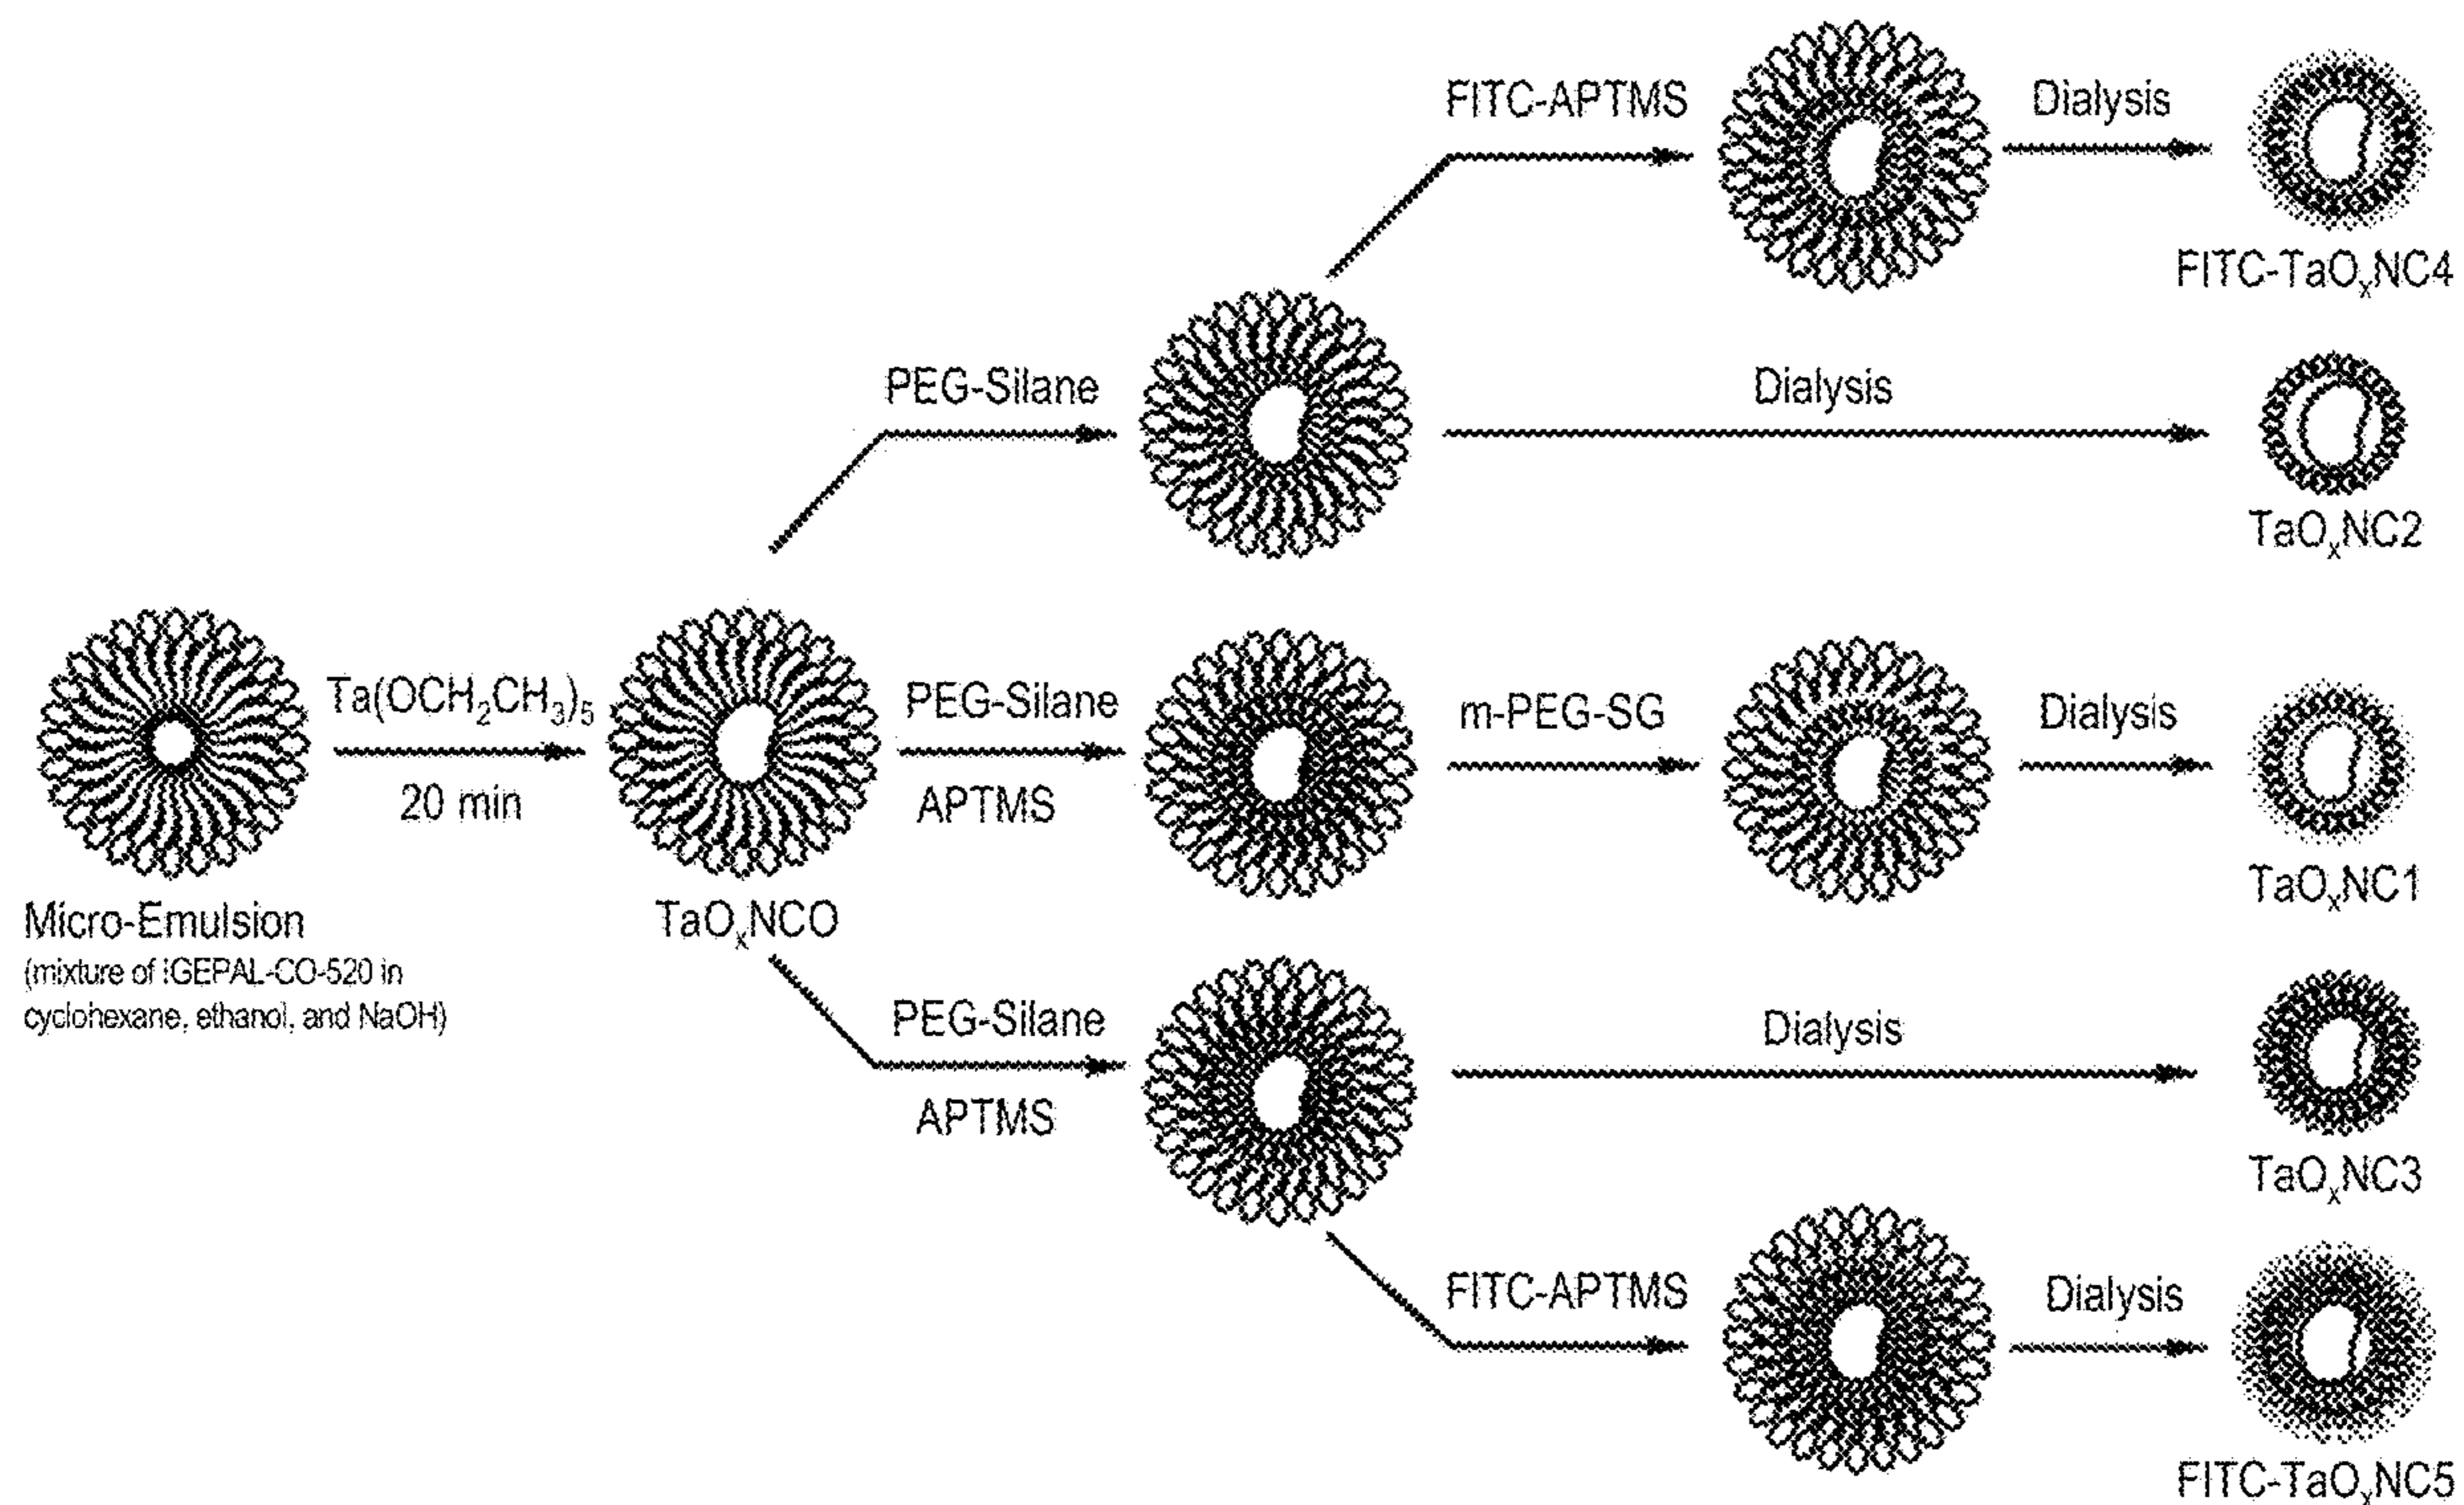 FITC-APTMS
Dialysis
FITC-TaOₓNC4
PEG-Silane
Dialysis
TaOₓNC2
Ta(OCH₂CH₃)₅
20 min
PEG-Silane
APTMS
m-PEG-SG
Dialysis
TaOₓNC1
Micro-Emulsion
(mixture of IGEPAL-CO-520 in
cyclohexane, ethanol, and NaOH)
TaOₓNCO
PEG-Silane
APTMS
Dialysis
TaOₓNC3
FITC-APTMS
Dialysis
FITC-TaOₓNC5